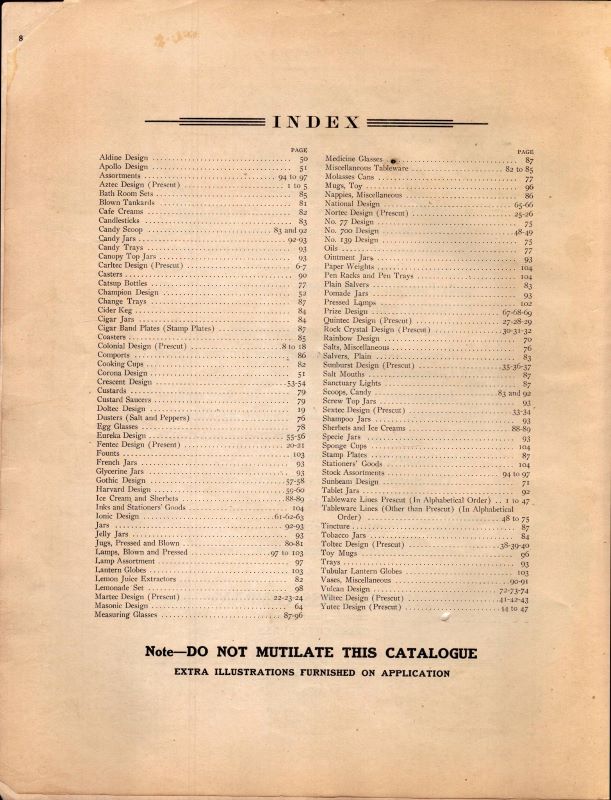 8
INDEX
PAGE
Aldine Design 50
Apollo Design 51
Assortments 94 to 97
Aztec Design (Prescut) 1 to 5
Bath Room Sets 85
Blown Tankards 81
Cafe Creams 82
Candlesticks 83
Candy Scoop 83 and 92
Candy Jars 92-93
Candy Trays 93
Canopy Top Jars 93
Carltec Design (Prescut) 6-7
Casters 90
Catsup Bottles 77
Champion Design 52
Change Trays 87
Cider Keg 84
Cigar Jars 84
Cigar Band Plates (Stamp Plates) 87
Coasters 85
Colonial Design (Prescut) 8 to 18
Comports 86
Cooking Cups 82
Corona Design 51
Crescent Design 53-54
Custards 79
Custard Saucers 79
Doltec Design 19
Dusters (Salt and Peppers) 76
Egg Glasses 78
Eureka Design 55-56
Fentec Design (Present) 20-21
Founts 103
French Jars 93
Glycerine Jars 93
Gothic Design 57-58
Harvard Design 59-60
Ice Cream and Sherbets 88-89
Inks and Stationers' Goods 104
Ionic Design 61-62-63
Jars 92-93
Jelly Jars 93
Jugs, Pressed and Blown 80-81
Lamps, Blown and Pressed 97 to 103
Lamp Assortment 97
Lantern Globes 103
Lemon Juice Extractors 82
Lemonade Set 98
Martec Design (Prescut) 22-23-24
Masonic Design 64
Measuring Glasses 87-96
PAGE
Medicine Glasses 87
Miscellaneous Tableware 82 to 85
Molasses Cans 77
Mugs, Toy 96
Nappies, Miscellaneous 86
National Design 65-66
Nortec Design (Prescut) 25-26
No. 77 Design 75
No. 700 Design 48-49
No. 139 Design 75
Oils 77
Ointment Jars 93
Paper Weights 104
Pen Racks and Pen Trays 104
Plain Salvers 83
Pomade Jars 93
Pressed Lamps 102
Prize Design 67-68-69
Quintec Design (Prescut) 27-28-29
Rock Crystal Design (Prescut) 30-31-32
Rainbow Design 70
Salts, Miscellaneous 76
Salvers, Plain 83
Sunburst Design (Prescut) 35-36-37
Salt Mouths 87
Sanctuary Lights 87
Scoops, Candy 83 and 92
Screw Top Jars 93
Sextec Design (Prescut) 33-34
Shampoo Jars 93
Sherbets and Ice Creams 88-89
Specie Jars 93
Sponge Cups 104
Stamp Plates 87
Stationers' Goods 104
Stock Assortments 94 to 97
Sunbeam Design 71
Tablet Jars 92
Tableware Lines Prescut (In Alphabetical Order) 1 to 47
Tableware Lines (Other than Prescut) (In Alphabetical
Order) 48 to 75
Tincture 87
Tobacco Jars 84
Toltec Design (Prescut) 38-39-40
Toy Mugs 96
Trays 93
Tubular Lantern Globes 103
Vases, Miscellaneous 90-91
Vulcan Design 72-73-74
Wiltec Design (Prescut) 41-42-43
Yutec Design (Prescut) 44 to 47
Note—DO NOT MUTILATE THIS CATALOGUE
EXTRA ILLUSTRATIONS FURNISHED ON APPLICATION